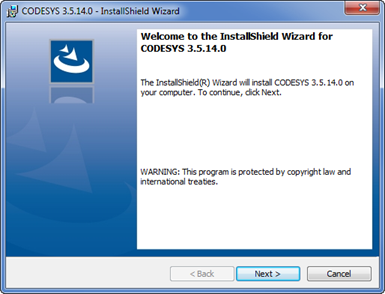 CODESYS 3.5.14.0 - InstallShield Wizard
Welcome to the InstallShield Wizard for
CODESYS 3.5.14.0
The InstallShield(R) Wizard will install CODESYS 3.5.14.0 on
your computer. To continue, click Next.
WARNING: This program is protected by copyright law and
international treaties.
< Back
Next >
Cancel